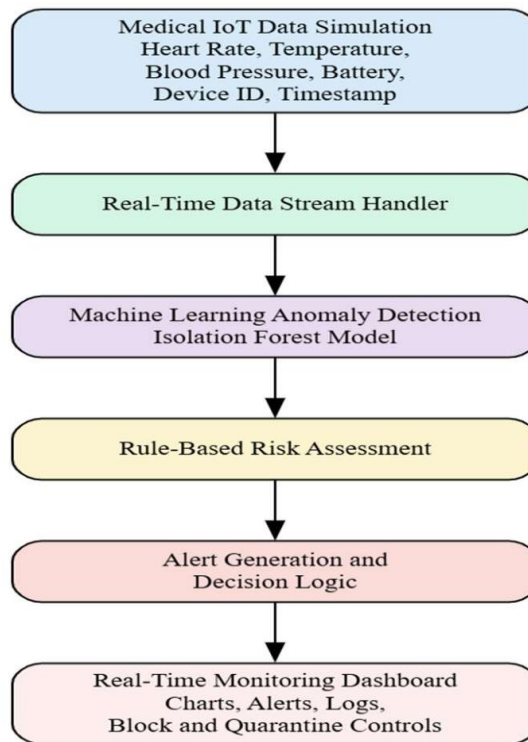 Medical IoT Data Simulation
Heart Rate, Temperature,
Blood Pressure, Battery,
Device ID, Timestamp
Real-Time Data Stream Handler
Machine Learning Anomaly Detection
Isolation Forest Model
Rule-Based Risk Assessment
Alert Generation and
Decision Logic
Real-Time Monitoring Dashboard
Charts, Alerts, Logs,
Block and Quarantine Controls